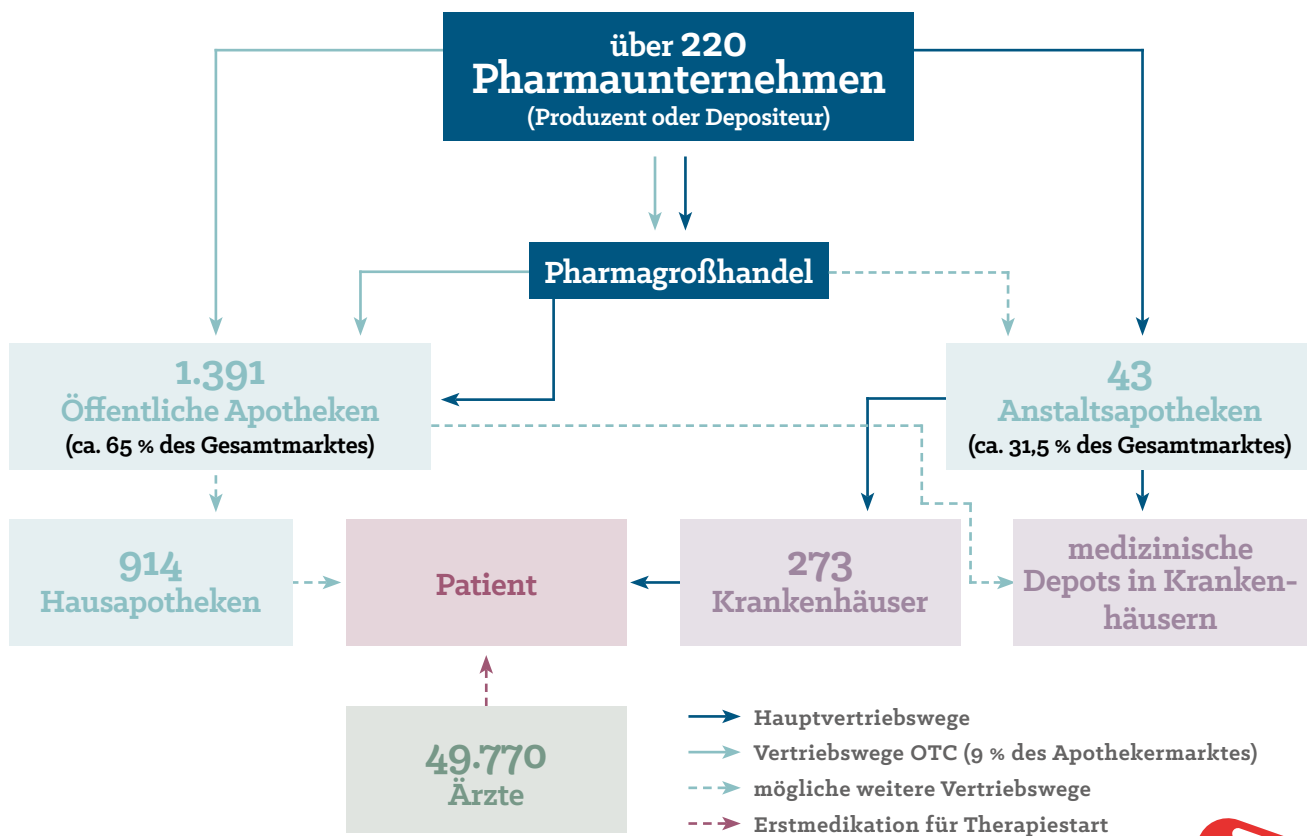 über 220
Pharmaunternehmen
(Produzent oder Depositeur)
Pharmagroßhandel
1.391
Öffentliche Apotheken
(ca. 65 % des Gesamtmarktes)
43
Anstaltsapotheken
(ca. 31,5 % des Gesamtmarktes)
914
Hausapotheken
Patient
273
Krankenhäuser
medizinische
Depots in Kranken-
häusern
49.770
Ärzte
Hauptvertriebswege
Vertriebswege OTC (9 % des Apothekermarktes)
mögliche weitere Vertriebswege
Erstmedikation für Therapiestart